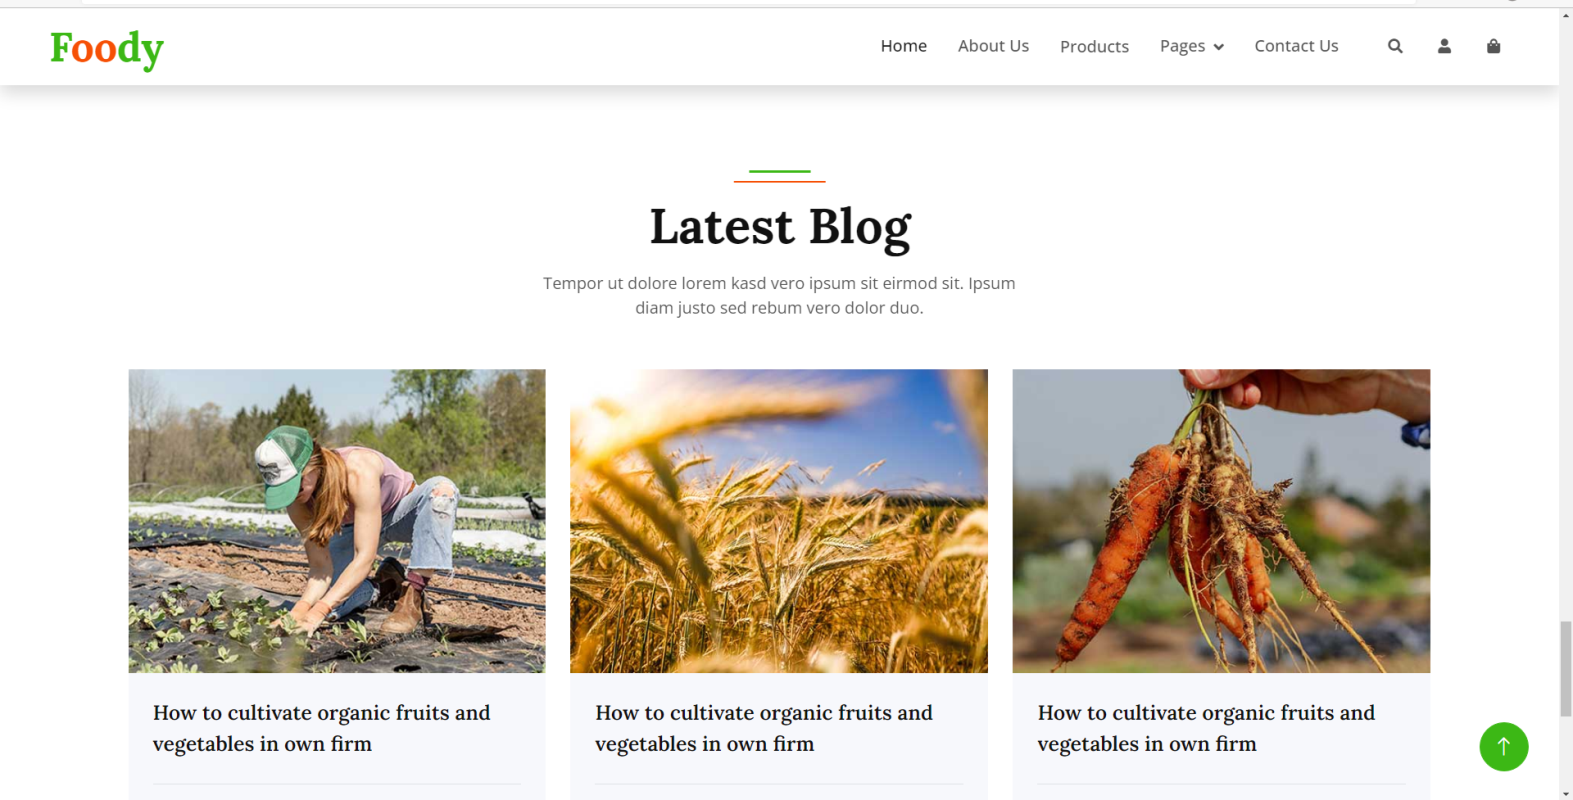 Foody
Home About Us Products Pages Contact Us
Latest Blog
Tempor ut dolore lorem kasd vero ipsum sit eirmod sit. Ipsum
diam justo sed rebum vero dolor duo.
How to cultivate organic fruits and
vegetables in own firm
How to cultivate organic fruits and
vegetables in own firm
How to cultivate organic fruits and
vegetables in own firm